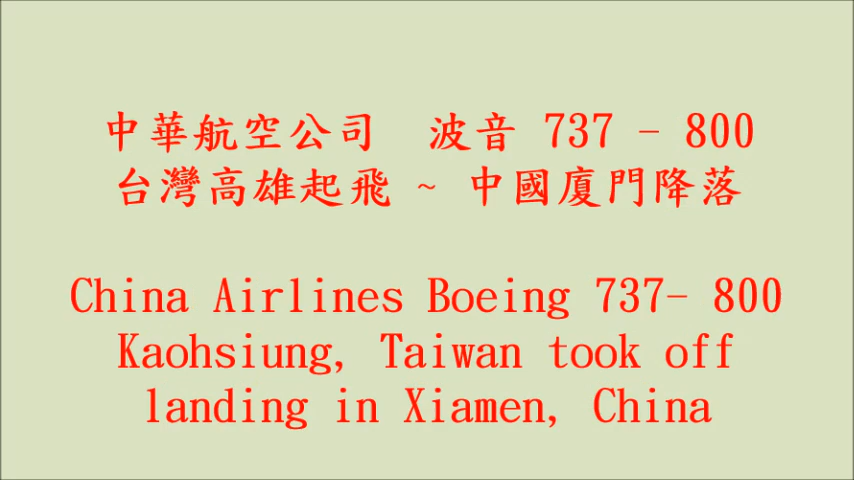 中華航空公司　波音 737 - 800
台灣高雄起飛 ~ 中國廈門降落
China Airlines Boeing 737- 800
Kaohsiung, Taiwan took off
landing in Xiamen, China